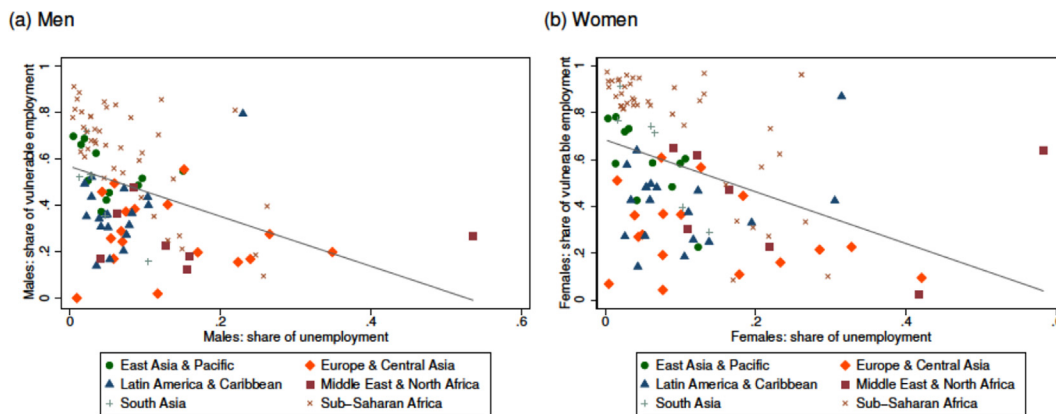 (a) Men
(b) Women
Males: share of vulnerable employment
1
.8
.6
.4
.2
0
0
.2
.4
.6
Males: share of unemployment
East Asia & Pacific
Europe & Central Asia
Latin America & Caribbean
Middle East & North Africa
South Asia
Sub-Saharan Africa
Females: share of vulnerable employment
1
.8
.6
.4
.2
0
0
.2
.4
.6
Females: share of unemployment
East Asia & Pacific
Europe & Central Asia
Latin America & Caribbean
Middle East & North Africa
South Asia
Sub-Saharan Africa